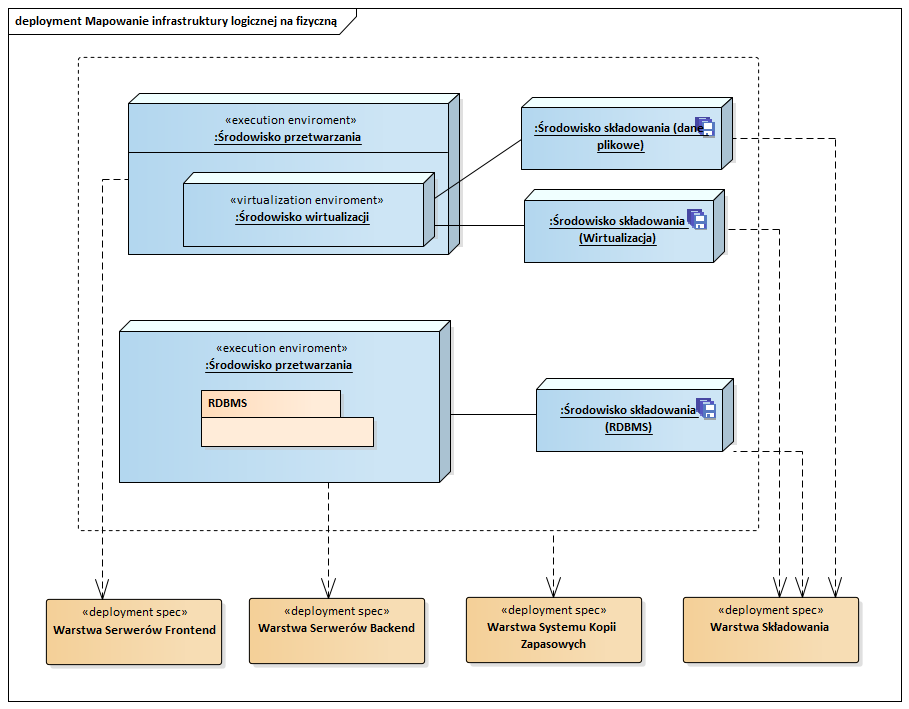 deployment Mapowanie infrastruktury logicznej na fizyczną
«execution enviroment»
:Środowisko przetwarzania
«virtualization enviroment»
:Środowisko wirtualizacji
:Środowisko składowania (dane
plikowe)
:Środowisko składowania
(Wirtualizacja)
«execution enviroment»
:Środowisko przetwarzania
RDBMS
:Środowisko składowania
(RDBMS)
«deployment spec»
Warstwa Serwerów Frontend
«deployment spec»
Warstwa Serwerów Backend
«deployment spec»
Warstwa Systemu Kopii
Zapasowych
«deployment spec»
Warstwa Składowania